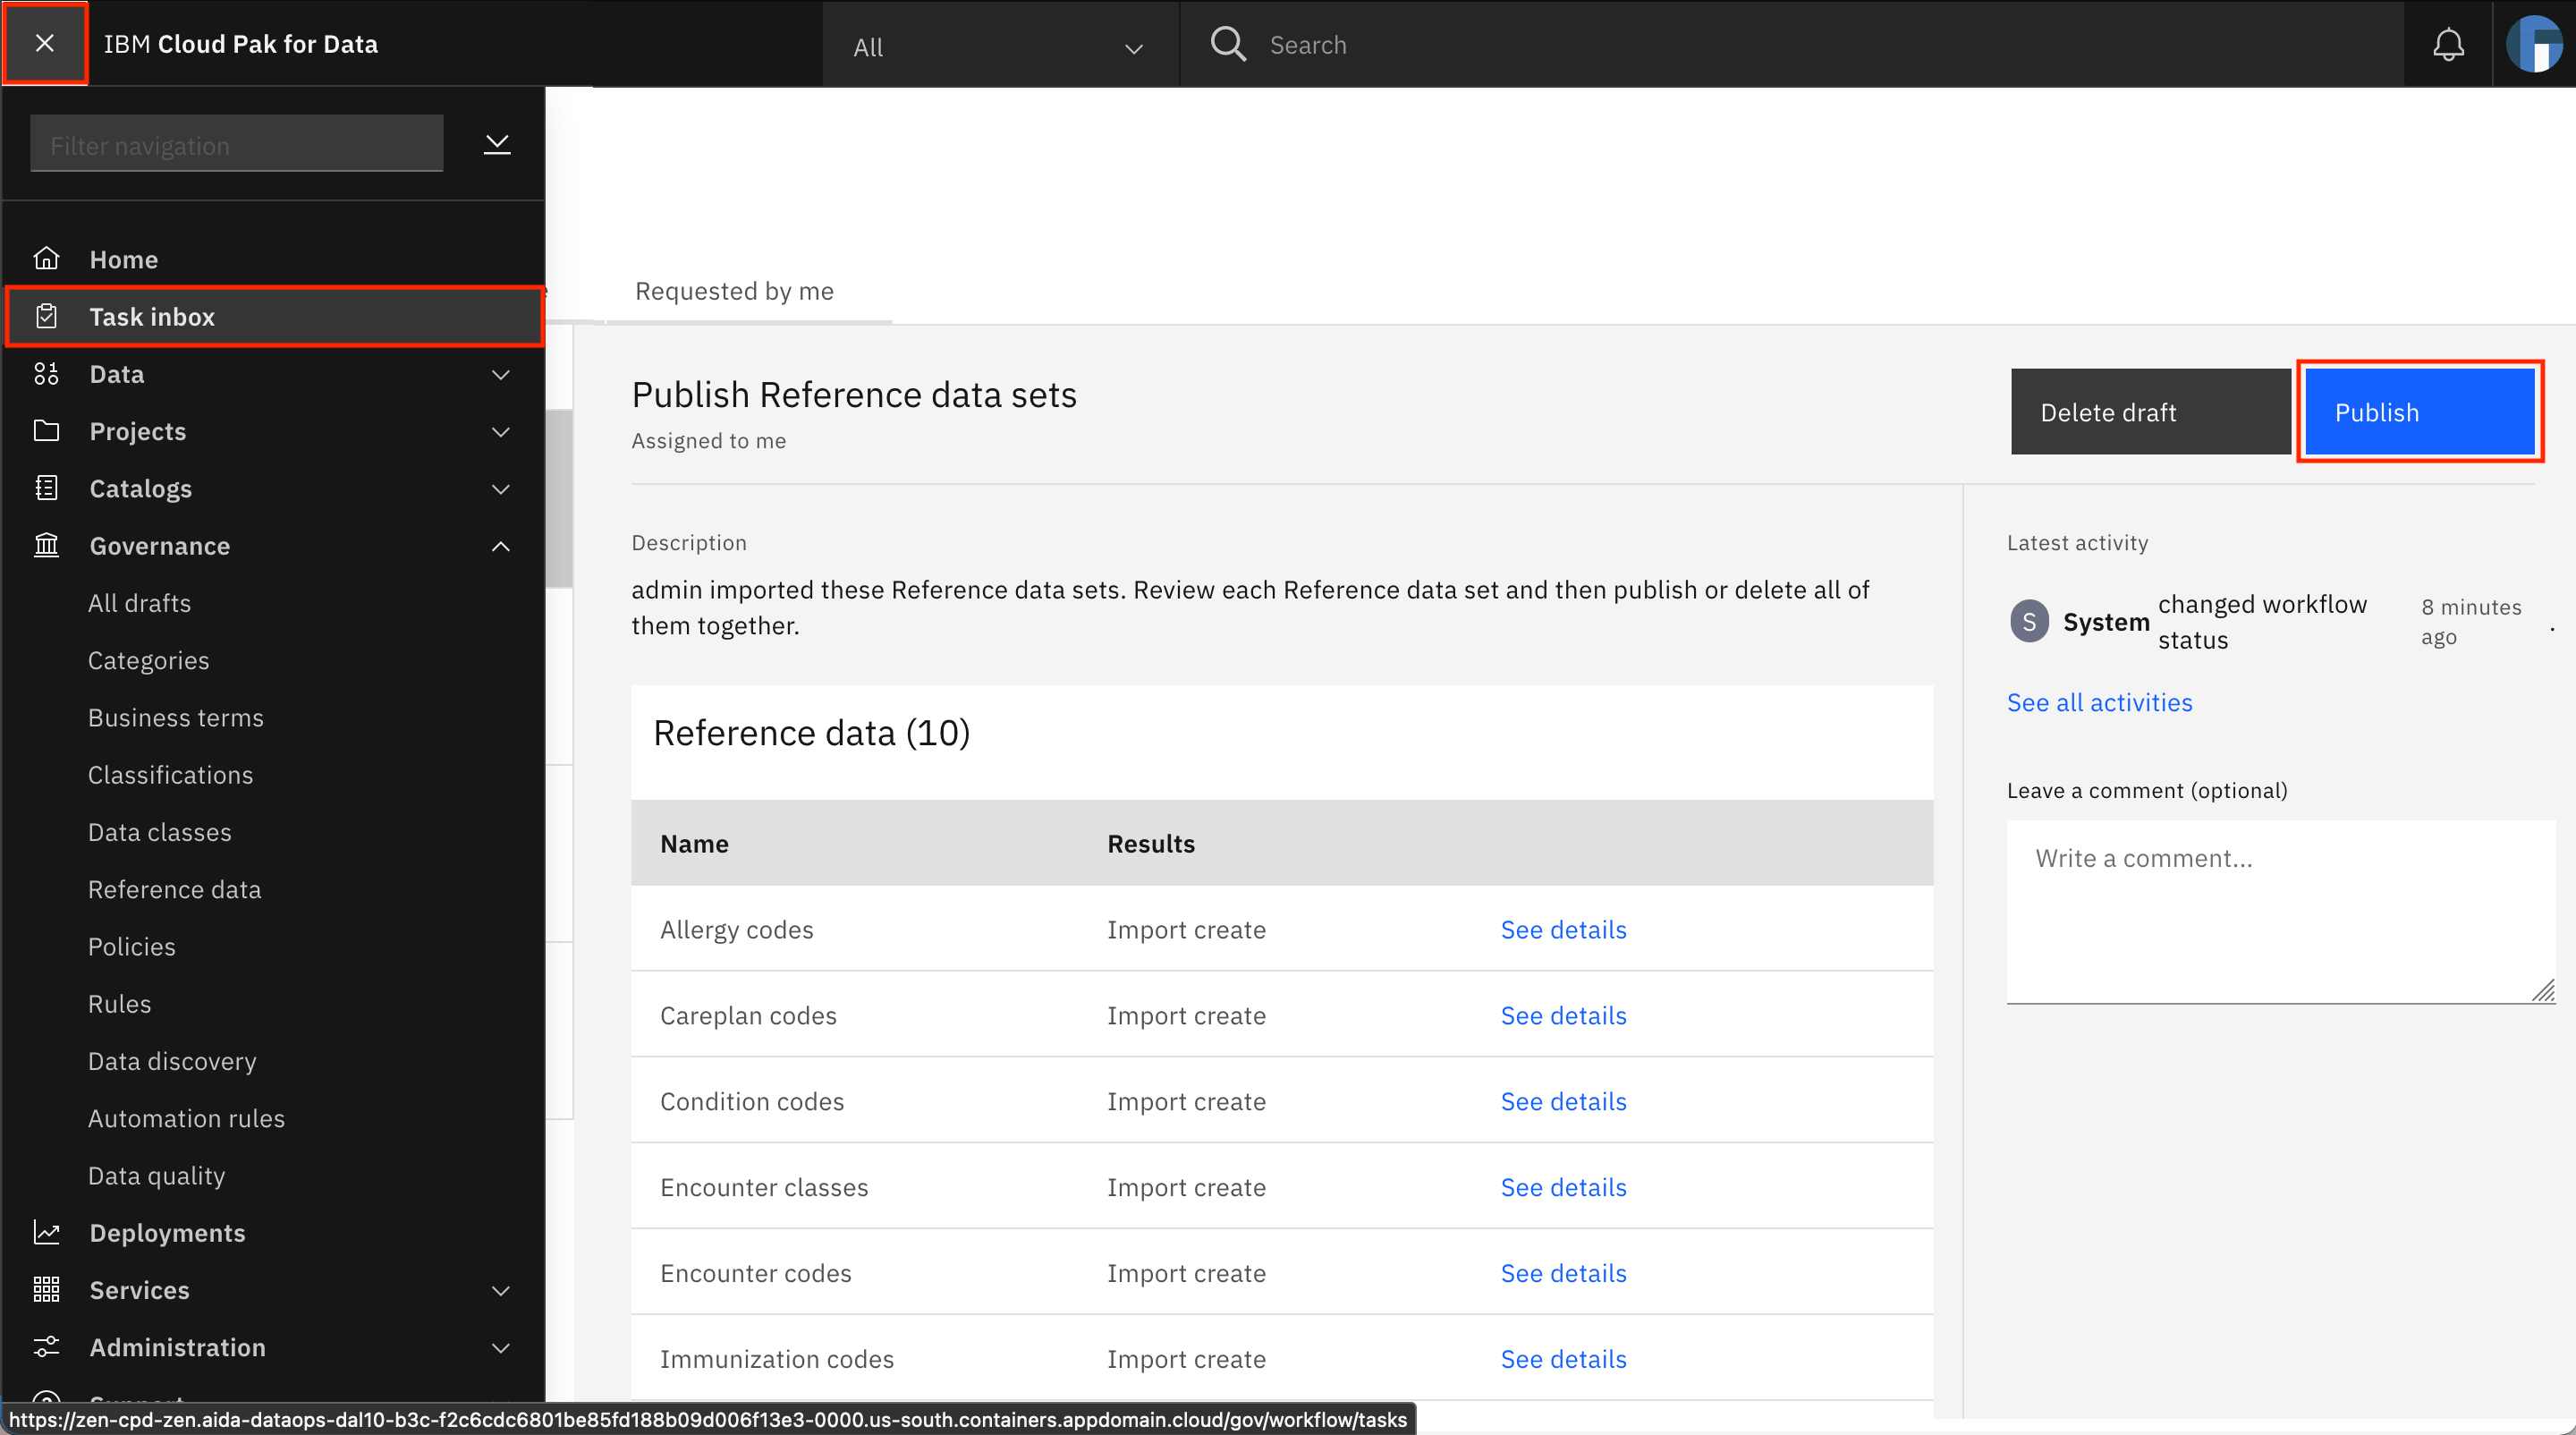 IBM Cloud Pak for Data
All
Search
Filter navigation
Home
Task inbox
Data
Projects
Catalogs
Governance
All drafts
Categories
Business terms
Classifications
Data classes
Reference data
Policies
Rules
Data discovery
Automation rules
Data quality
Deployments
Services
Administration
Support
https://zen-cpd-zen.aida-dataops-dal10-b3c-f2c6cdc6801be85fd188b09d006f13e3-0000.us-south.containers.appdomain.cloud/gov/workflow/tasks
Requested by me
Publish Reference data sets
Assigned to me
Delete draft
Publish
Description
admin imported these Reference data sets. Review each Reference data set and then publish or delete all of
them together.
Reference data (10)
Name Results
Allergy codes Import create See details
Careplan codes Import create See details
Condition codes Import create See details
Encounter classes Import create See details
Encounter codes Import create See details
Immunization codes Import create See details
Latest activity
S System changed workflow status 8 minutes ago .
See all activities
Leave a comment (optional)
Write a comment...